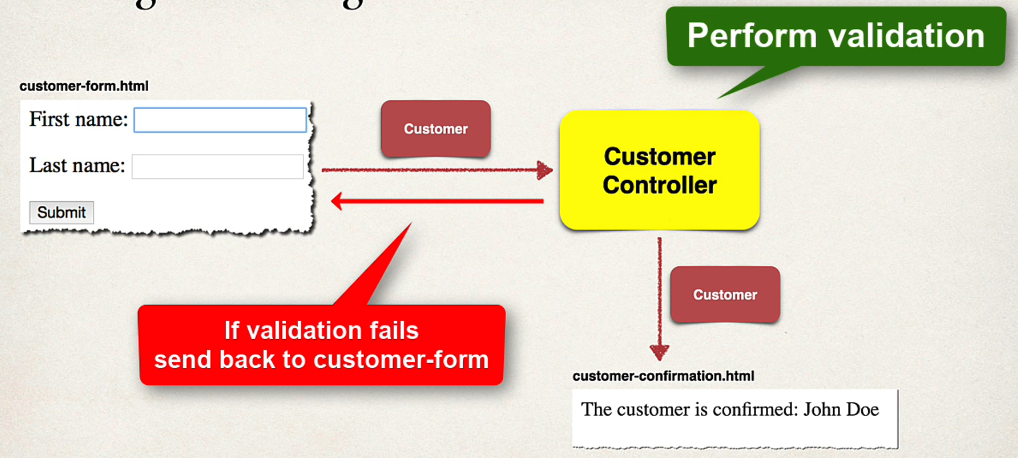 Perform validation
customer-form.html
First name:
Customer
Last name:
Customer
Controller
Submit
Customer
If validation fails
send back to customer-form
customer-confirmation.html
The customer is confirmed: John Doe